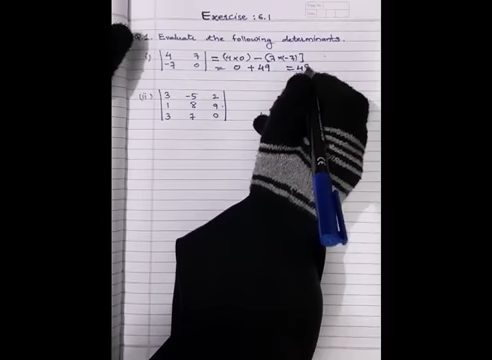 Exercise : 6.1
Q.1. Evaluate the following determinants.
i) | 4 7 | = (4×0) - [7×(-7)]
| -7 0 | = 0 + 49 = 49
(ii) | 3 -5 2 |
| 1 8 9 |
| 3 7 0 |